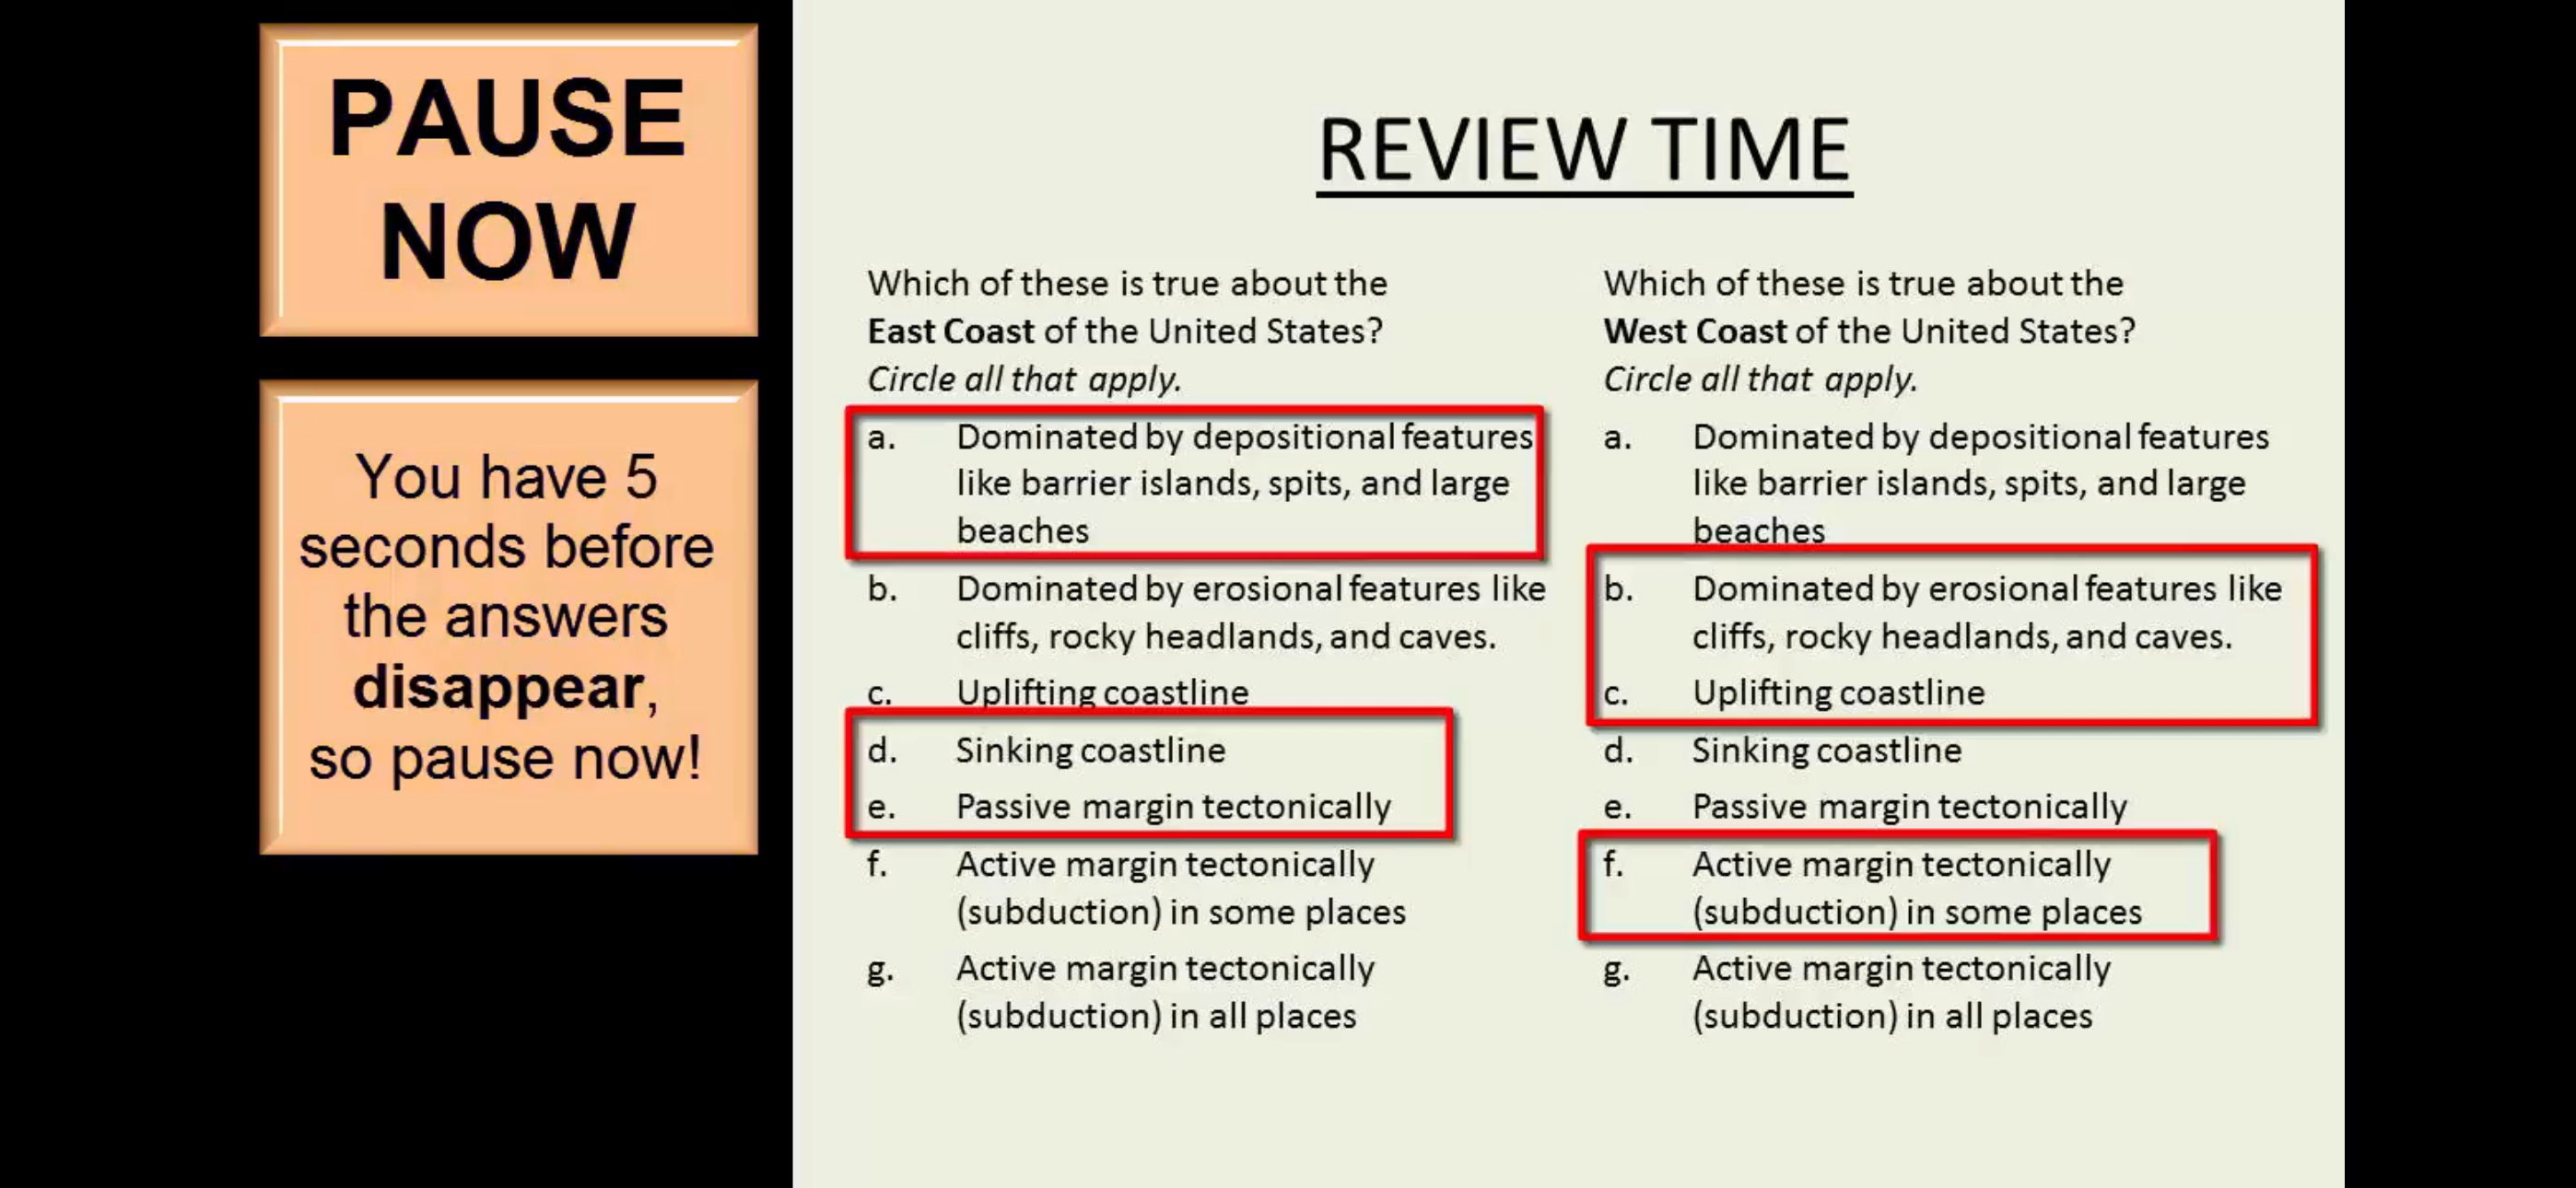 PAUSE
NOW
You have 5
seconds before
the answers
disappear,
so pause now!
REVIEW TIME
Which of these is true about the
East Coast of the United States?
Circle all that apply.
a. Dominated by depositional features
like barrier islands, spits, and large
beaches
b. Dominated by erosional features like
cliffs, rocky headlands, and caves.
c. Uplifting coastline
d. Sinking coastline
e. Passive margin tectonically
f. Active margin tectonically
(subduction) in some places
g. Active margin tectonically
(subduction) in all places
Which of these is true about the
West Coast of the United States?
Circle all that apply.
a. Dominated by depositional features
like barrier islands, spits, and large
beaches
b. Dominated by erosional features like
cliffs, rocky headlands, and caves.
c. Uplifting coastline
d. Sinking coastline
e. Passive margin tectonically
f. Active margin tectonically
(subduction) in some places
g. Active margin tectonically
(subduction) in all places